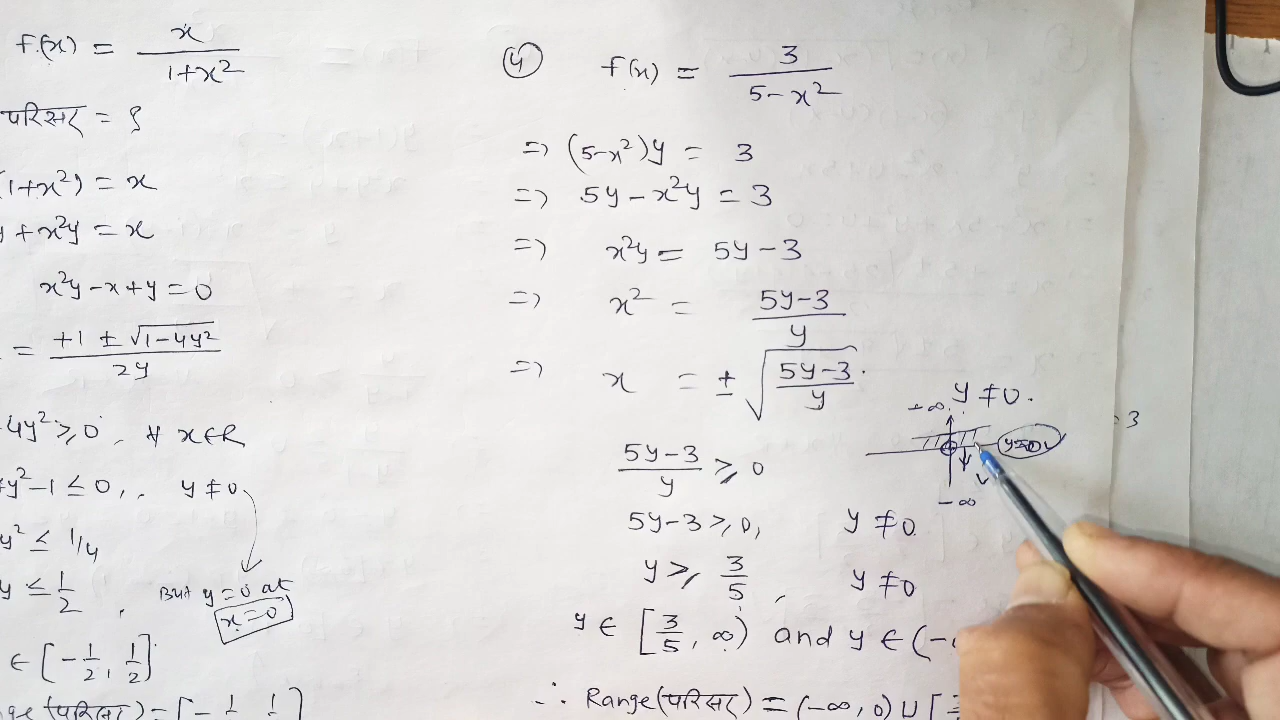 f(x) = x / 1+x²
परिसर = {
(1+x²) = x
y + x²y = x
x²y - x + y = 0
= +1 ± √1-4y² / 2y
4y² ≥ 0, ∀ x∈R
y² - 1 ≤ 0, y ≠ 0
y² ≤ 1/4
y ≤ 1/2, But y = 0 at
x = 0
∈ [-1/2, 1/2]
(परिसर) = [-
④ f(x) = 3 / 5-x²
⇒ (5-x²)y = 3
⇒ 5y - x²y = 3
⇒ x²y = 5y - 3
⇒ x² = 5y-3 / y
⇒ x = ± √5y-3 / y .
y ≠ 0.
+∞
-∞
3
5y-3 / y ≥ 0
5y-3 ≥ 0, y ≠ 0
y ≥ 3/5, y ≠ 0
y ∈ [3/5, ∞) and y ∈ (-
∴ Range(परिसर) = (-∞, 0) ∪ [